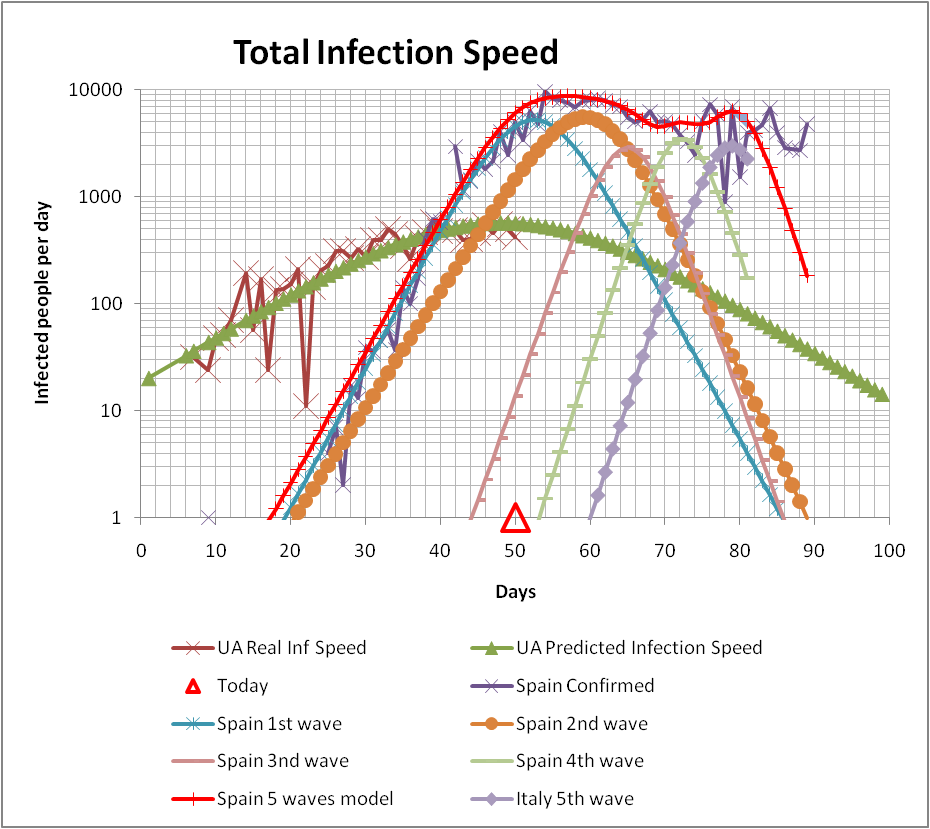 Total Infection Speed
Infected people per day
10000
1000
100
10
1
0 10 20 30 40 50 60 70 80 90 100
Days
UA Real Inf Speed
UA Predicted Infection Speed
Today
Spain Confirmed
Spain 1st wave
Spain 2nd wave
Spain 3nd wave
Spain 4th wave
Spain 5 waves model
Italy 5th wave